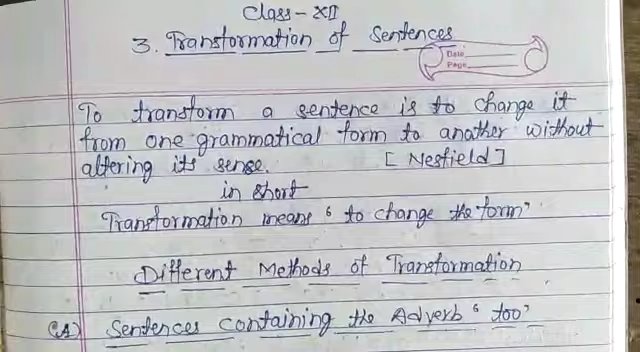 Class - XII
3. Transformation of Sentences
Date
Page
To transform a sentence is to change it
from one grammatical form to anather without
altering its sense. [ Nesfield ]
in short
Transformation means ‘ to change the form’
Different Methods of Transformation
(A) Sentences containing the Adverb ‘ too’